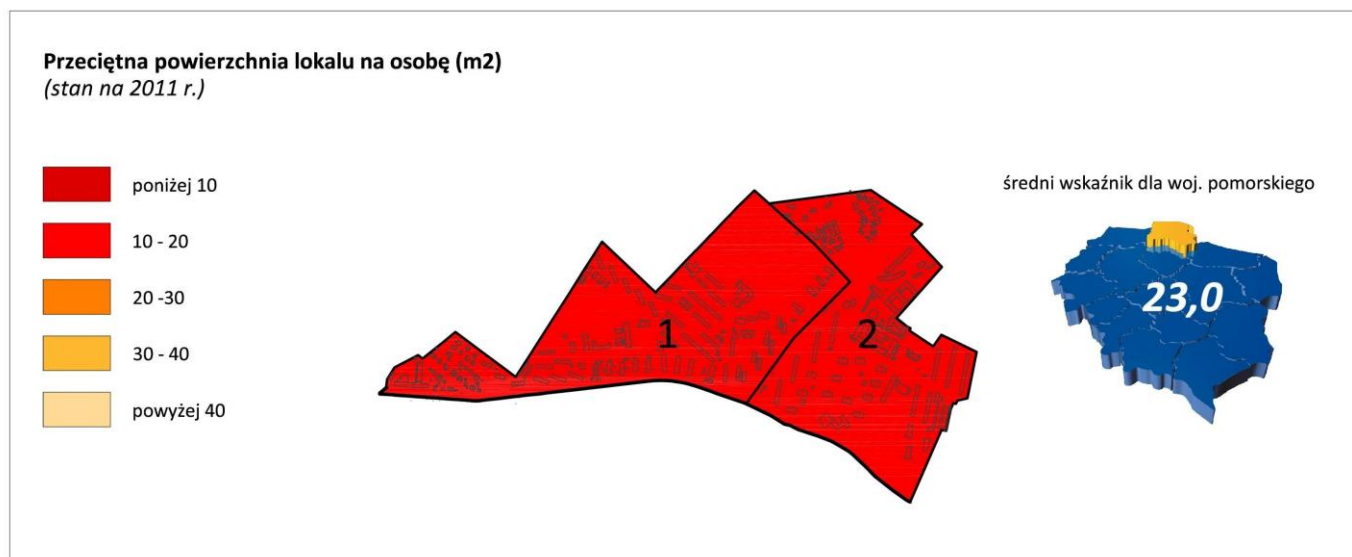 Przeciętna powierzchnia lokalu na osobę (m2)
(stan na 2011 r.)
poniżej 10
10 - 20
20 -30
30 - 40
powyżej 40
1
2
średni wskaźnik dla woj. pomorskiego
23,0